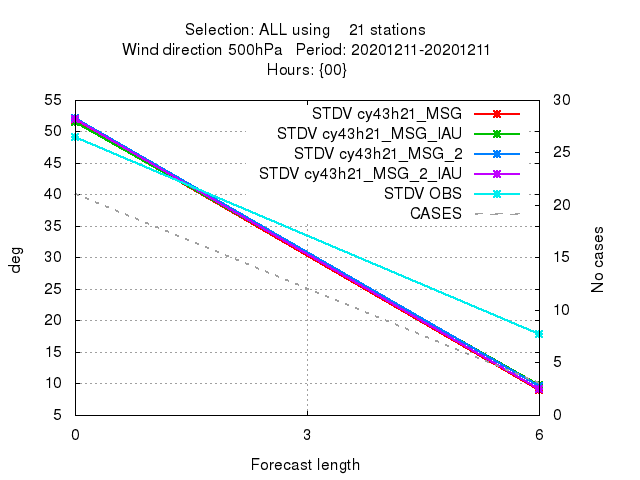 Selection: ALL using    21 stations
Wind direction 500hPa   Period: 20201211-20201211
Hours: {00}
55
50
45
40
35
30
25
20
15
10
5
30
25
20
15
10
5
0
STDV cy43h21_MSG
STDV cy43h21_MSG_IAU
STDV cy43h21_MSG_2
STDV cy43h21_MSG_2_IAU
STDV OBS
CASES
deg
No cases
0 3 6
Forecast length